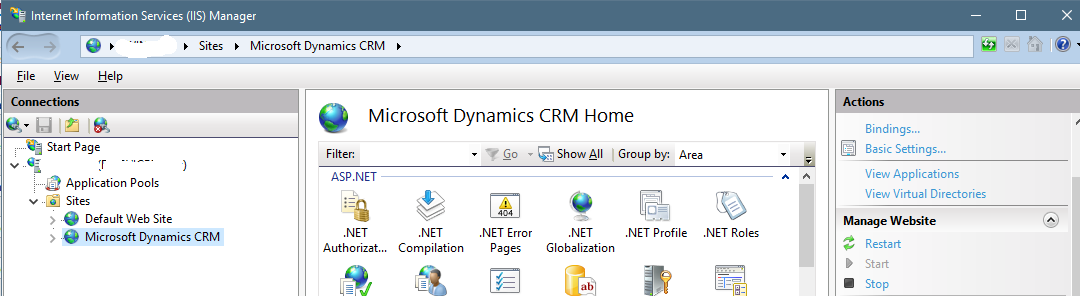 Internet Information Services (IIS) Manager
Sites Microsoft Dynamics CRM
File View Help
Connections
Start Page
Application Pools
Sites
Default Web Site
Microsoft Dynamics CRM
Microsoft Dynamics CRM Home
Filter: Go Show All Group by: Area
ASP.NET
.NET Authorizat...
.NET Compilation
.NET Error Pages
404
.NET Globalization
.NET Profile
.NET Roles
ab
Actions
Bindings...
Basic Settings...
View Applications
View Virtual Directories
Manage Website
Restart
Start
Stop